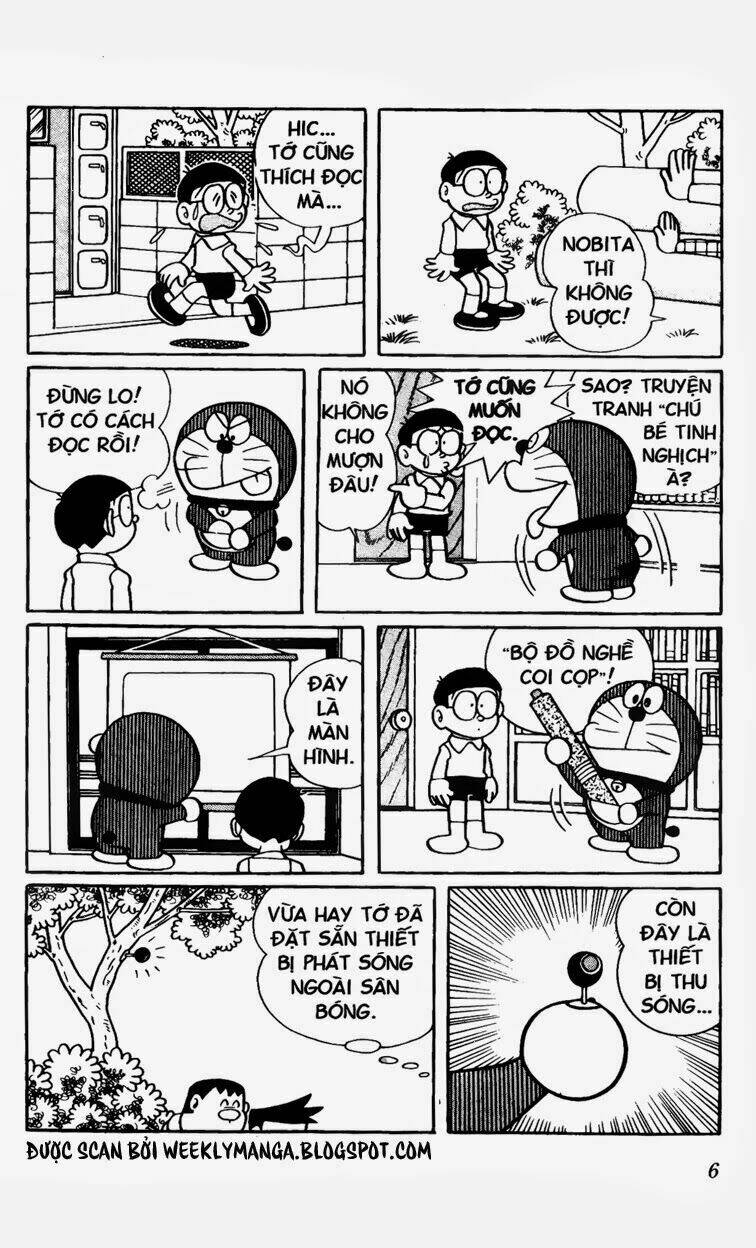 NOBITA
THÌ
KHÔNG
ĐƯỢC!
HIC...
TỚ CŨNG
THÍCH ĐỌC
MÀ...
SAO? TRUYỆN
TRANH "CHÚ
BÉ TINH
NGHỊCH"
À?
TỚ CŨNG
MUỐN
ĐỌC.
NÓ
KHÔNG
CHO
MƯỢN
ĐÂU!
ĐỪNG LO!
TỚ CÓ CÁCH
ĐỌC RỒI!
"BỘ ĐỒ NGHỀ
COI CỌP"!
ĐÂY
LÀ
MÀN
HÌNH.
CÒN
ĐÂY LÀ
THIẾT
BỊ THU
SÓNG...
VỪA HAY TỚ ĐÃ
ĐẶT SẴN THIẾT
BỊ PHÁT SÓNG
NGOÀI SÂN
BÓNG.
ĐƯỢC SCAN BỞI WEEKLYMANGA.BLOGSPOT.COM
6